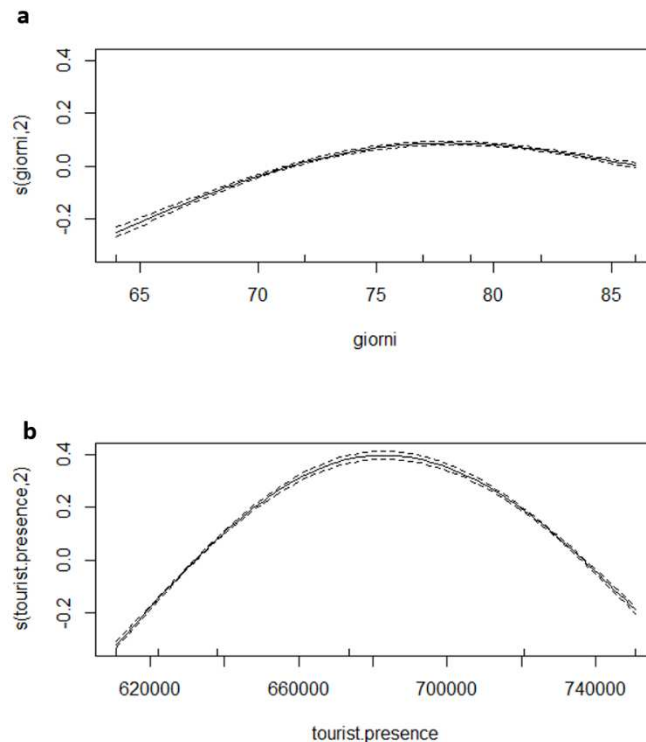 a
s(giorni,2)
0.4
0.2
0.0
-0.2
65 70 75 80 85
giorni
b
s(tourist.presence,2)
0.4
0.2
0.0
-0.2
620000 660000 700000 740000
tourist.presence